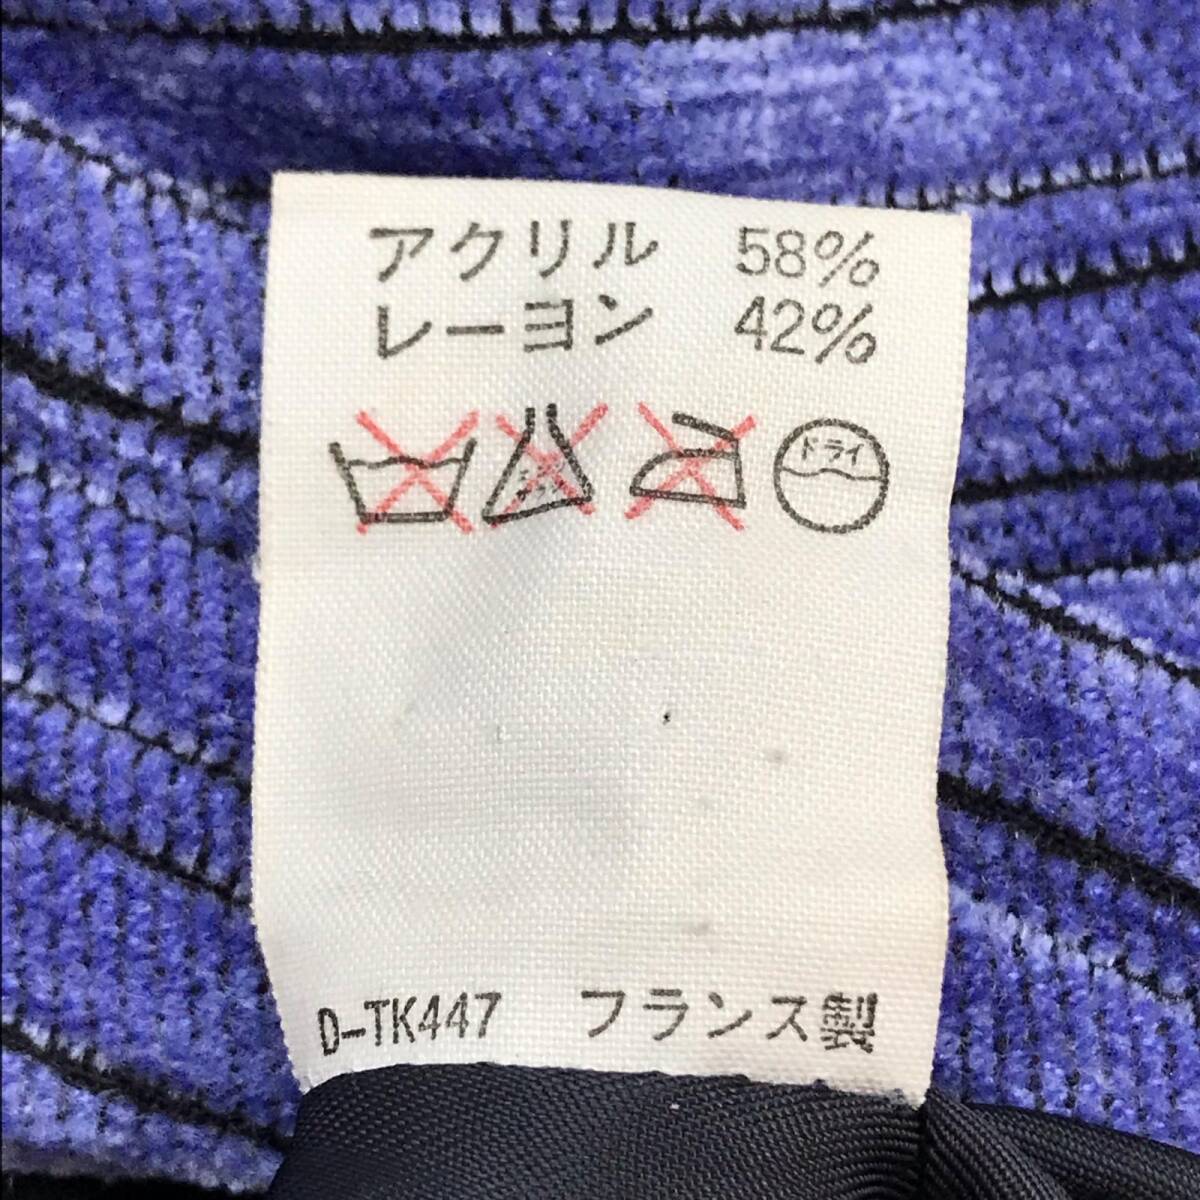 アクリル 58%
レーヨン 42%
ドライ
D-TK447 フランス製